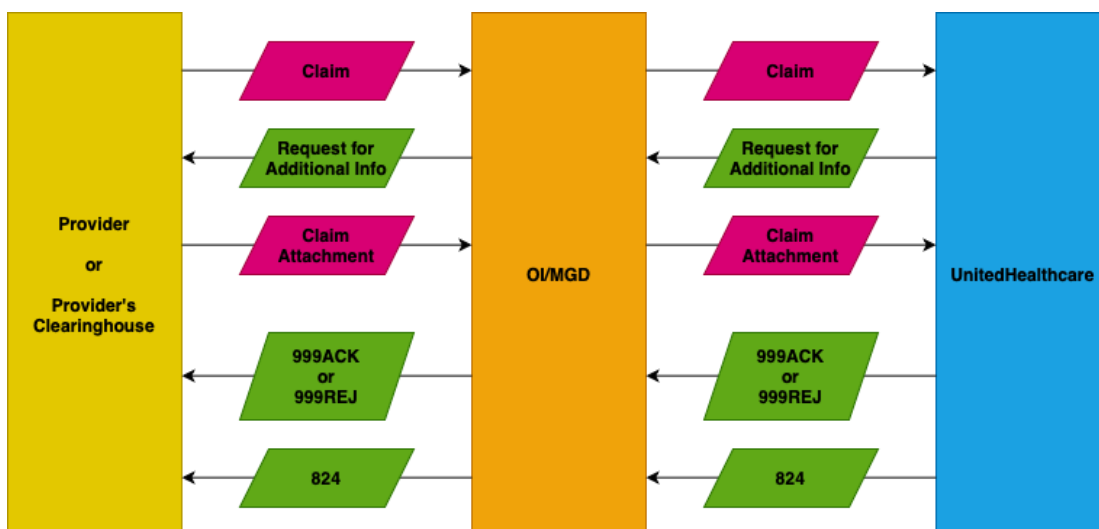 Claim
Claim
Request for
Additional Info
Request for
Additional Info
Provider
or
Provider's
Clearinghouse
Claim
Attachment
OI/MGD
Claim
Attachment
UnitedHealthcare
999ACK
or
999REJ
999ACK
or
999REJ
824
824